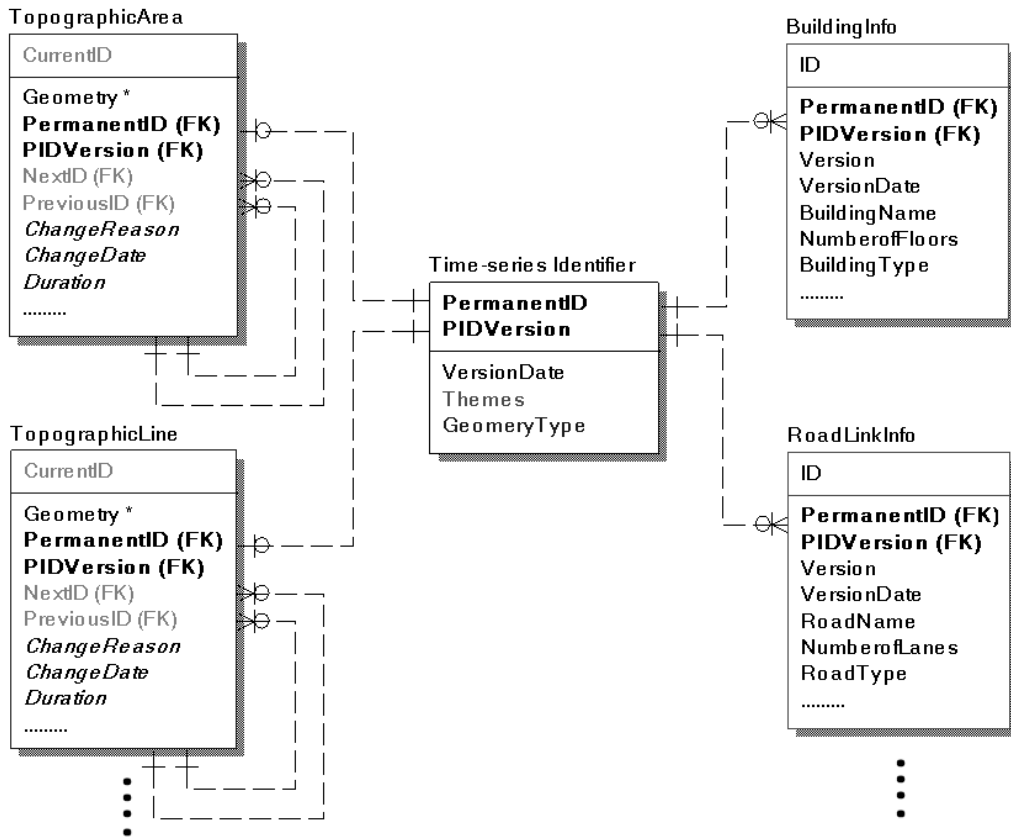 TopographicArea
CurrentID
Geometry *
PermanentID (FK)
PIDVersion (FK)
NextID (FK)
PreviousID (FK)
ChangeReason
ChangeDate
Duration
.........
TopographicLine
CurrentID
Geometry *
PermanentID (FK)
PIDVersion (FK)
NextID (FK)
PreviousID (FK)
ChangeReason
ChangeDate
Duration
.........
Time-series Identifier
PermanentID
PIDVersion
VersionDate
Themes
GeomeryType
BuildingInfo
ID
PermanentID (FK)
PIDVersion (FK)
Version
VersionDate
BuildingName
NumberofFloors
BuildingType
.........
RoadLinkInfo
ID
PermanentID (FK)
PIDVersion (FK)
Version
VersionDate
RoadName
NumberofLanes
RoadType
.........